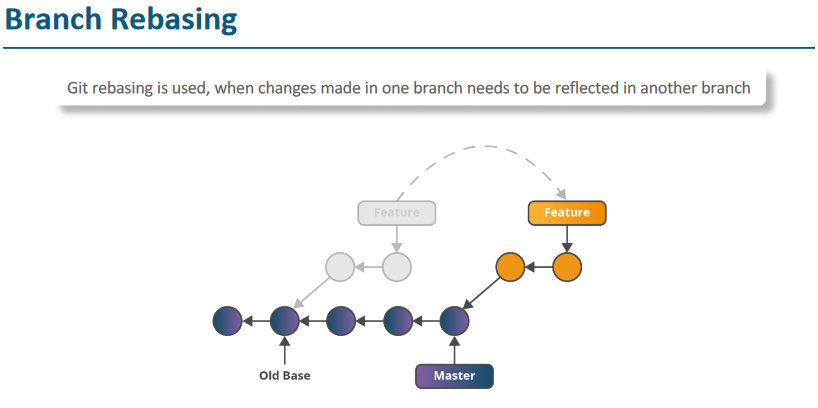 Branch Rebasing
Git rebasing is used, when changes made in one branch needs to be reflected in another branch
Feature
Feature
Old Base
Master